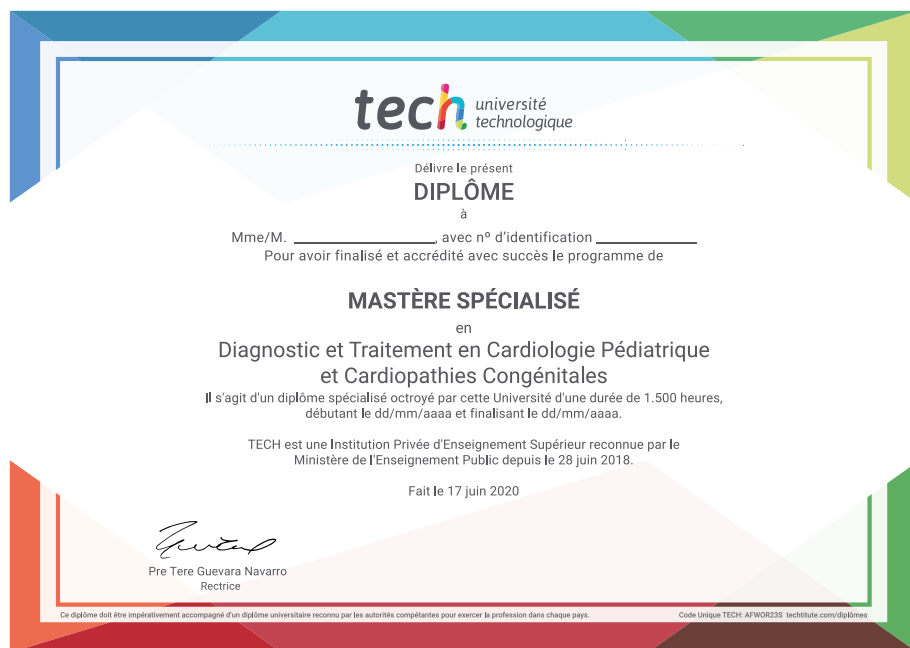 tech université
technologique
Délivre le présent
DIPLÔME
à
Mme/M. ____________________, avec nº d'identification ______________
Pour avoir finalisé et accrédité avec succès le programme de
MASTÈRE SPÉCIALISÉ
en
Diagnostic et Traitement en Cardiologie Pédiatrique
et Cardiopathies Congénitales
Il s'agit d'un diplôme spécialisé octroyé par cette Université d'une durée de 1.500 heures,
débutant le dd/mm/aaaa et finalisant le dd/mm/aaaa.
TECH est une Institution Privée d'Enseignement Supérieur reconnue par le
Ministère de l'Enseignement Public depuis le 28 juin 2018.
Fait le 17 juin 2020
Pre Tere Guevara Navarro
Rectrice
Ce diplôme doit être impérativement accompagné d'un diplôme universitaire reconnu par les autorités compétentes pour exercer la profession dans chaque pays.
Code Unique TECH: AFWOR23S techtitute.com/diplômes